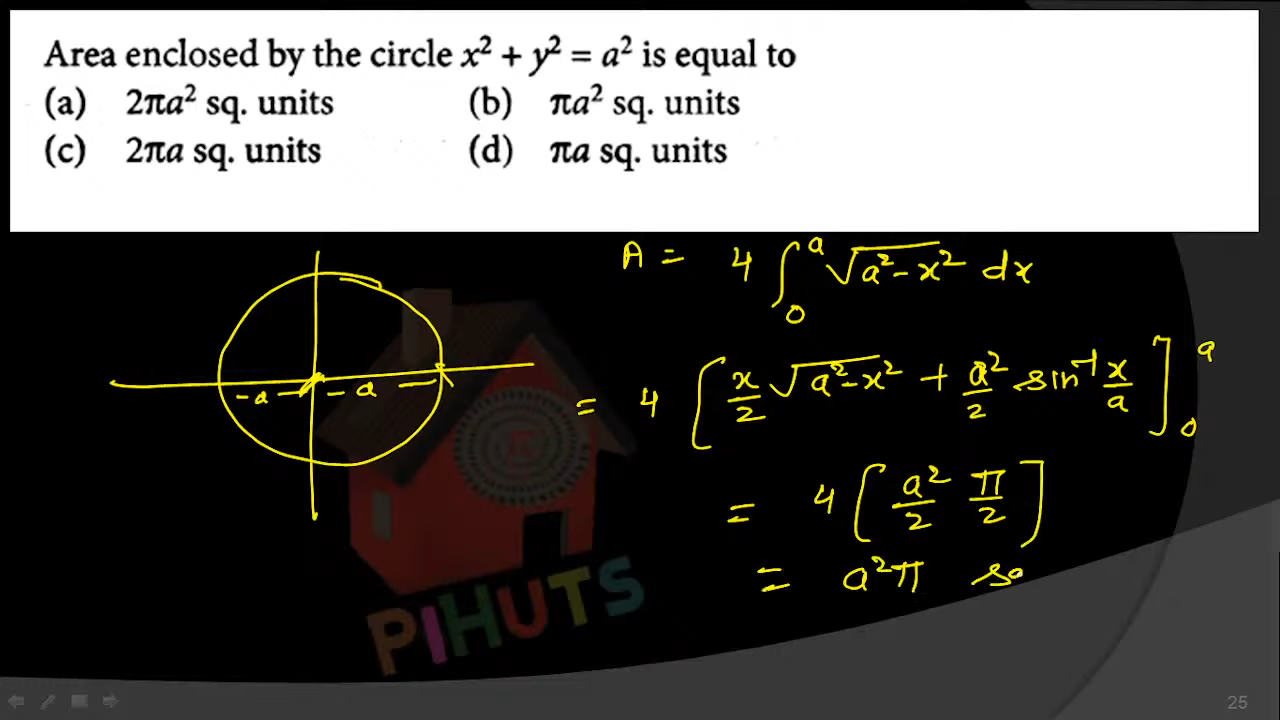 Area enclosed by the circle x² + y² = a² is equal to
(a) 2πa² sq. units (b) πa² sq. units
(c) 2πa sq. units (d) πa sq. units
A = 4 ∫₀ᵃ √(a² - x²) dx
= 4 [ x/2 √(a² - x²) + a²/2 sin⁻¹ x/a ]₀ᵃ
-a - a
= 4 [ a²/2 π/2 ]
= a²π sq
PIHUTS
25